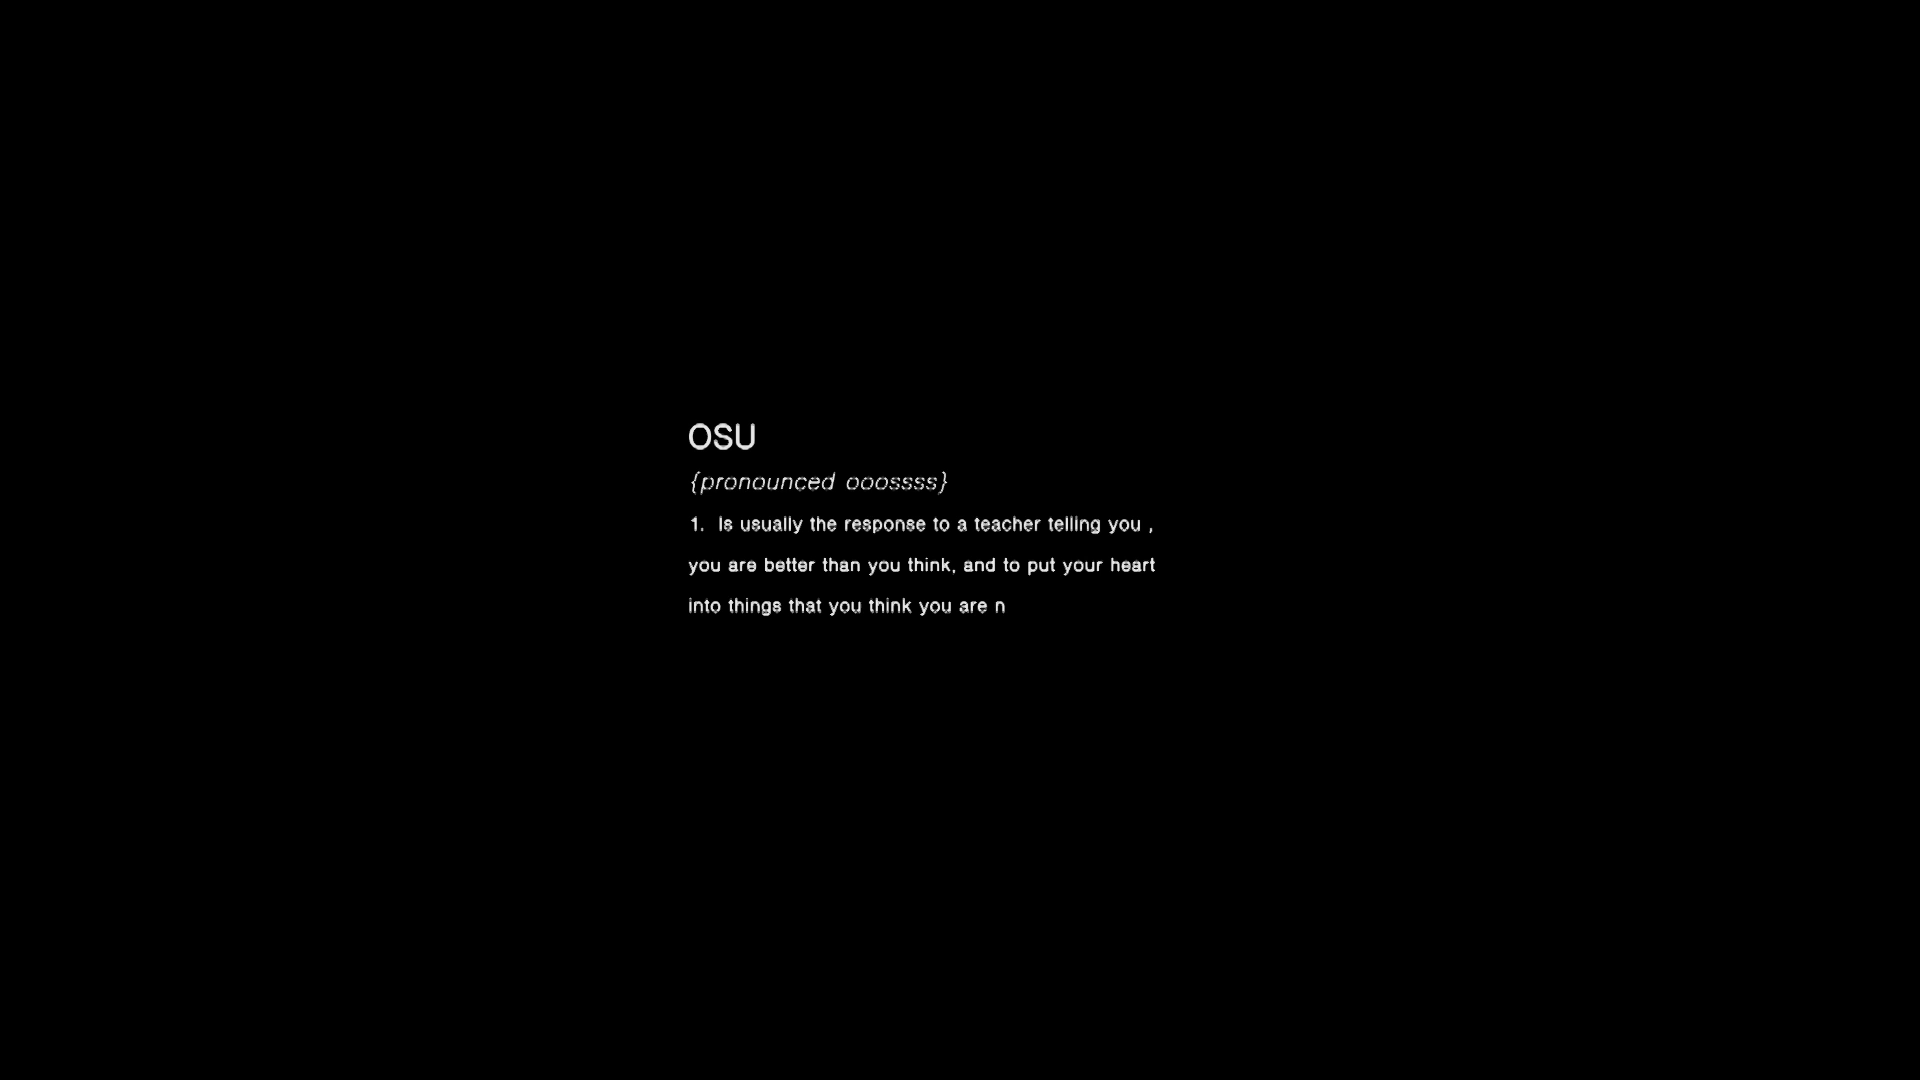 OSU
{pronounced ooossss}
1. Is usually the response to a teacher telling you ,
you are better than you think, and to put your heart
into things that you think you are n